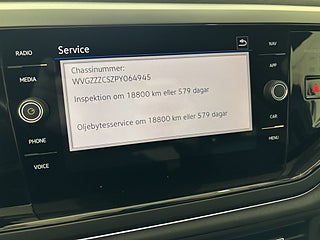 Service
RADIO
MEDIA
PHONE
VOICE
Chassinummer:
WVGZZZCSZPY064945
Inspektion om 18800 km eller 579 dagar
Oljebytesservice om 18800 km eller 579 dagar
NAV
APP
CAR
MENU